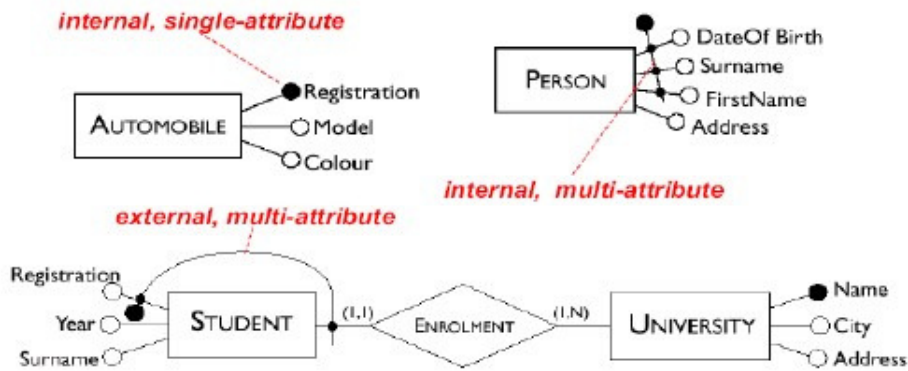 internal, single-attribute
Registration
AUTOMOBILE
Model
Colour
DateOf Birth
Surname
PERSON
FirstName
Address
internal, multi-attribute
external, multi-attribute
Registration
Year
Surname
STUDENT
(1,1)
ENROLMENT
(1,N)
UNIVERSITY
Name
City
Address